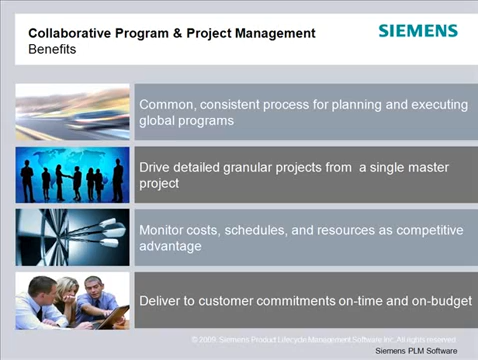 Collaborative Program & Project Management
Benefits
SIEMENS
Common, consistent process for planning and executing
global programs
Drive detailed granular projects from a single master
project
Monitor costs, schedules, and resources as competitive
advantage
Deliver to customer commitments on-time and on-budget
© 2009. Siemens Product Lifecycle Management Software Inc. All rights reserved
Siemens PLM Software